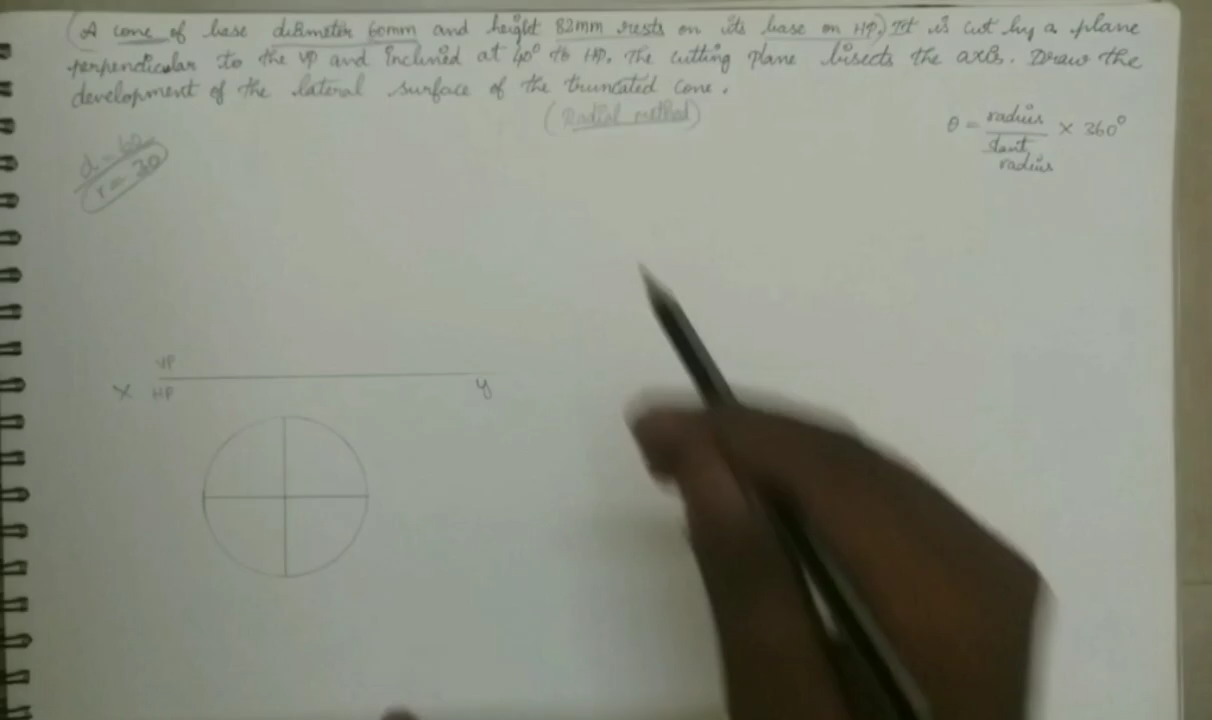 (A cone of base diameter 60mm and height 82mm rests on its base on HP) It is cut by a plane
perpendicular to the VP and inclined at 40° to HP. The cutting plane bisects the axis. Draw the
development of the lateral surface of the truncated cone.
(Radial method)
θ = radius / slant radius × 360°
d = 60
r = 30
VP
X HP y